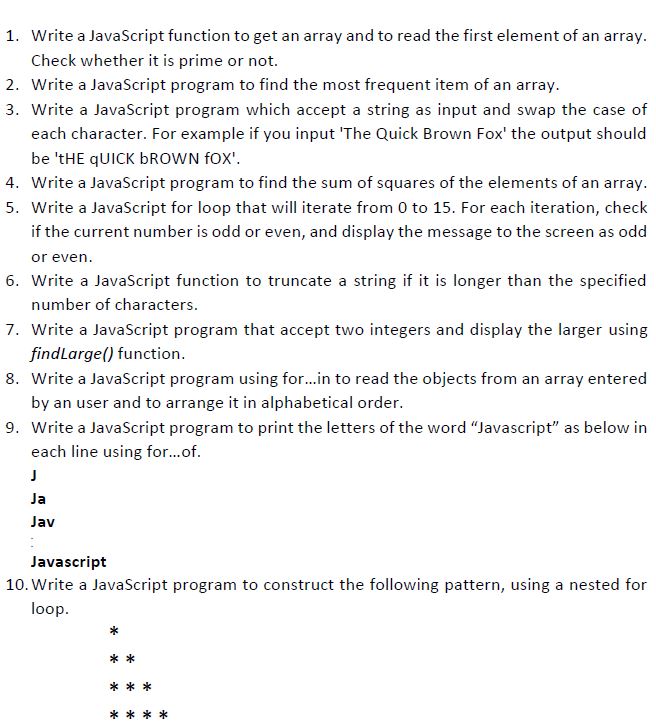 1. Write a JavaScript function to get an array and to read the first element of an array.
Check whether it is prime or not.
2. Write a JavaScript program to find the most frequent item of an array.
3. Write a JavaScript program which accept a string as input and swap the case of
each character. For example if you input 'The Quick Brown Fox' the output should
be 'tHE qUICK bROWN fOX'.
4. Write a JavaScript program to find the sum of squares of the elements of an array.
5. Write a JavaScript for loop that will iterate from 0 to 15. For each iteration, check
if the current number is odd or even, and display the message to the screen as odd
or even.
6. Write a JavaScript function to truncate a string if it is longer than the specified
number of characters.
7. Write a JavaScript program that accept two integers and display the larger using
findLarge() function.
8. Write a JavaScript program using for...in to read the objects from an array entered
by an user and to arrange it in alphabetical order.
9. Write a JavaScript program to print the letters of the word “Javascript” as below in
each line using for...of.
J
Ja
Jav
:
Javascript
10. Write a JavaScript program to construct the following pattern, using a nested for
loop.
*
* *
* * *
* * * *